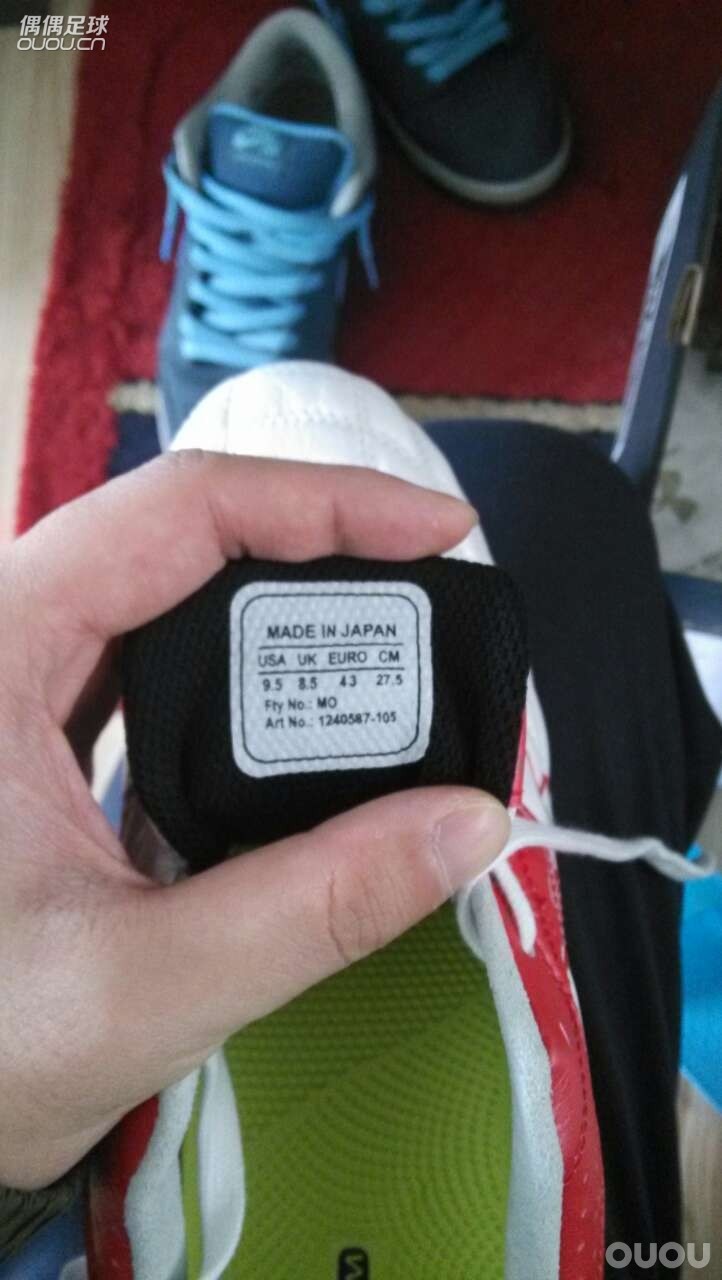 偶偶足球
OUOU.CN
MADE IN JAPAN
USA UK EURO CM
9.5 8.5 43 27.5
Fty No.: MO
Art No.: 1240587-105
OUOU